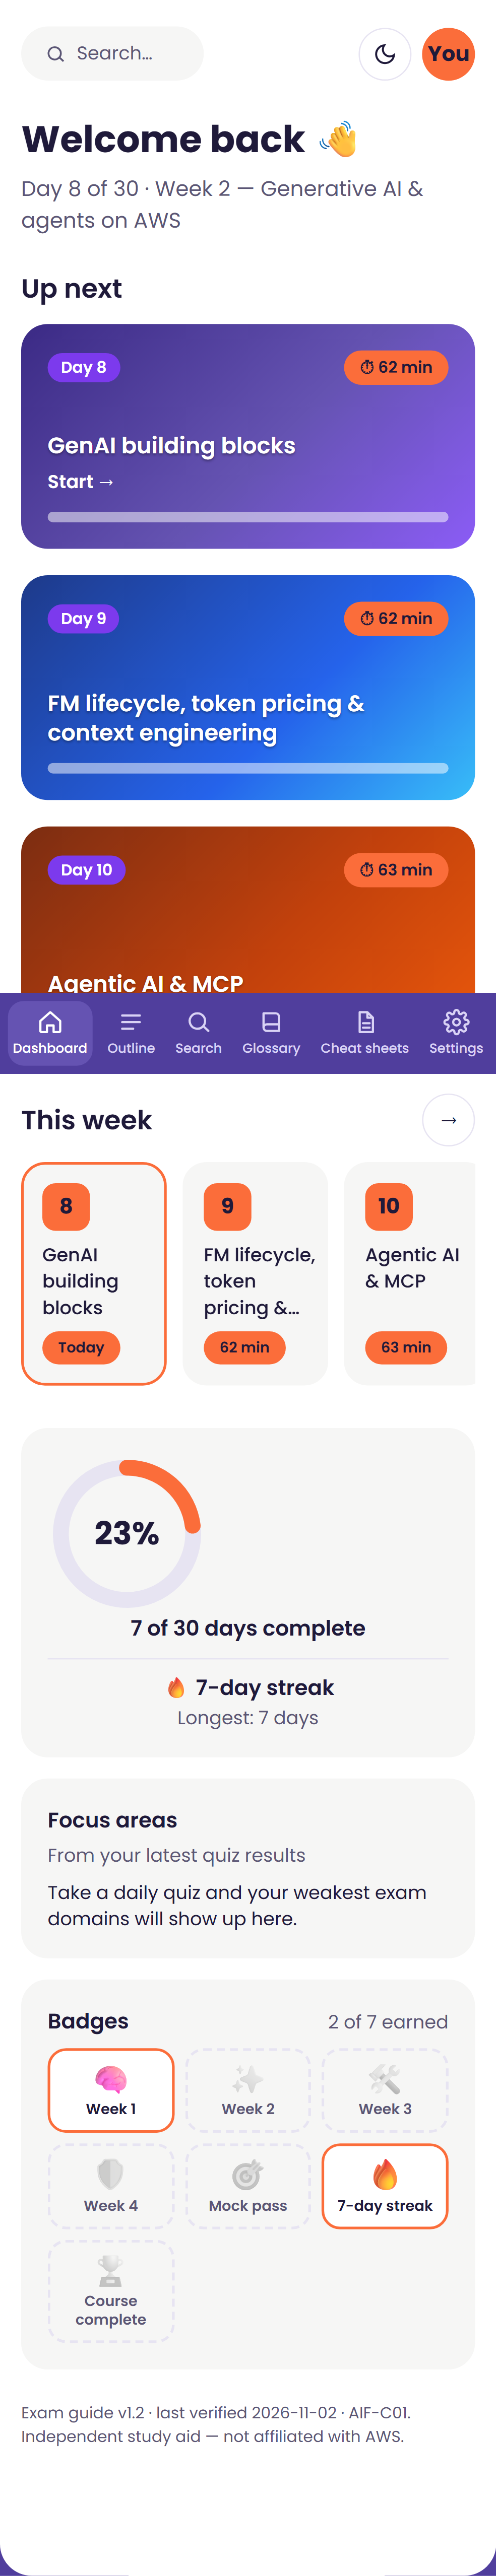 Search...
You
Welcome back 👋
Day 8 of 30 · Week 2 — Generative AI &
agents on AWS
Up next
Day 8
⏱ 62 min
GenAI building blocks
Start →
Day 9
⏱ 62 min
FM lifecycle, token pricing &
context engineering
Day 10
⏱ 63 min
Agentic AI & MCP
Dashboard
Outline
Search
Glossary
Cheat sheets
Settings
This week
→
8
GenAI
building
blocks
Today
9
FM lifecycle,
token
pricing &...
62 min
10
Agentic AI
& MCP
63 min
23%
7 of 30 days complete
🔥 7-day streak
Longest: 7 days
Focus areas
From your latest quiz results
Take a daily quiz and your weakest exam
domains will show up here.
Badges
2 of 7 earned
Week 1
Week 2
Week 3
Week 4
Mock pass
7-day streak
Course
complete
Exam guide v1.2 · last verified 2026-11-02 · AIF-C01.
Independent study aid — not affiliated with AWS.